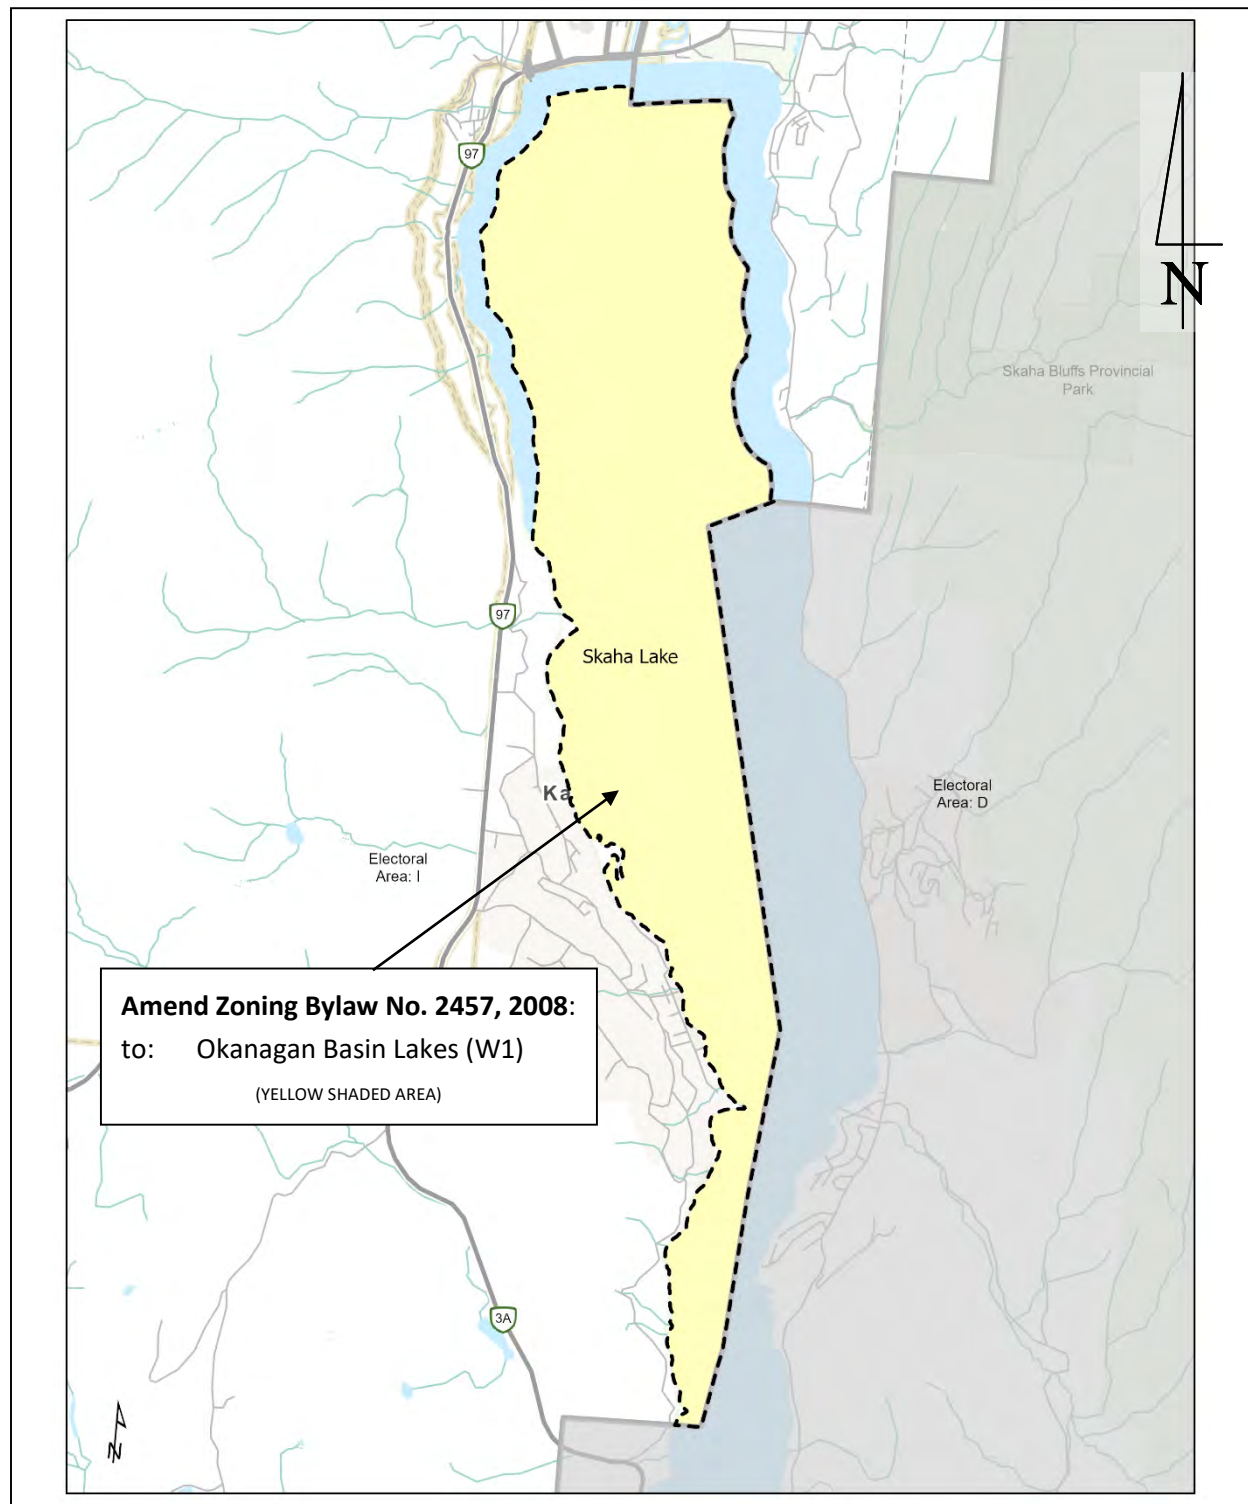 97
N
Skaha Bluffs Provincial
Park
97
Skaha Lake
Electoral
Area: D
Ka
Electoral
Area: I
Amend Zoning Bylaw No. 2457, 2008:
to: Okanagan Basin Lakes (W1)
(YELLOW SHADED AREA)
3A
N